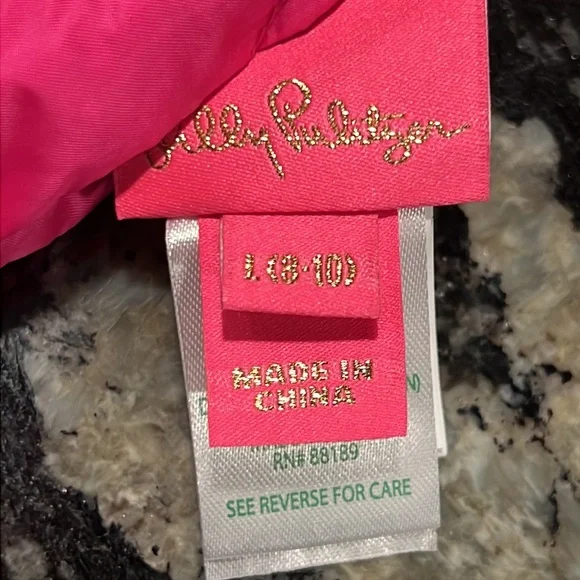 Lilly Pulitzer
L (8-10)
MADE IN
CHINA
RN# 88189
SEE REVERSE FOR CARE